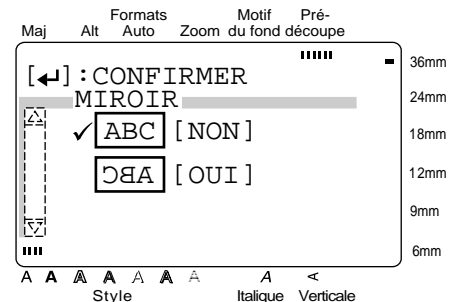 Formats Motif Pré-
Maj Alt Auto Zoom du fond découpe
[↵]:CONFIRMER
MIROIR
✓ ABC [NON]
ABC [OUI]
36mm
24mm
18mm
12mm
9mm
6mm
A A A A A A A A A
Style Italique Verticale